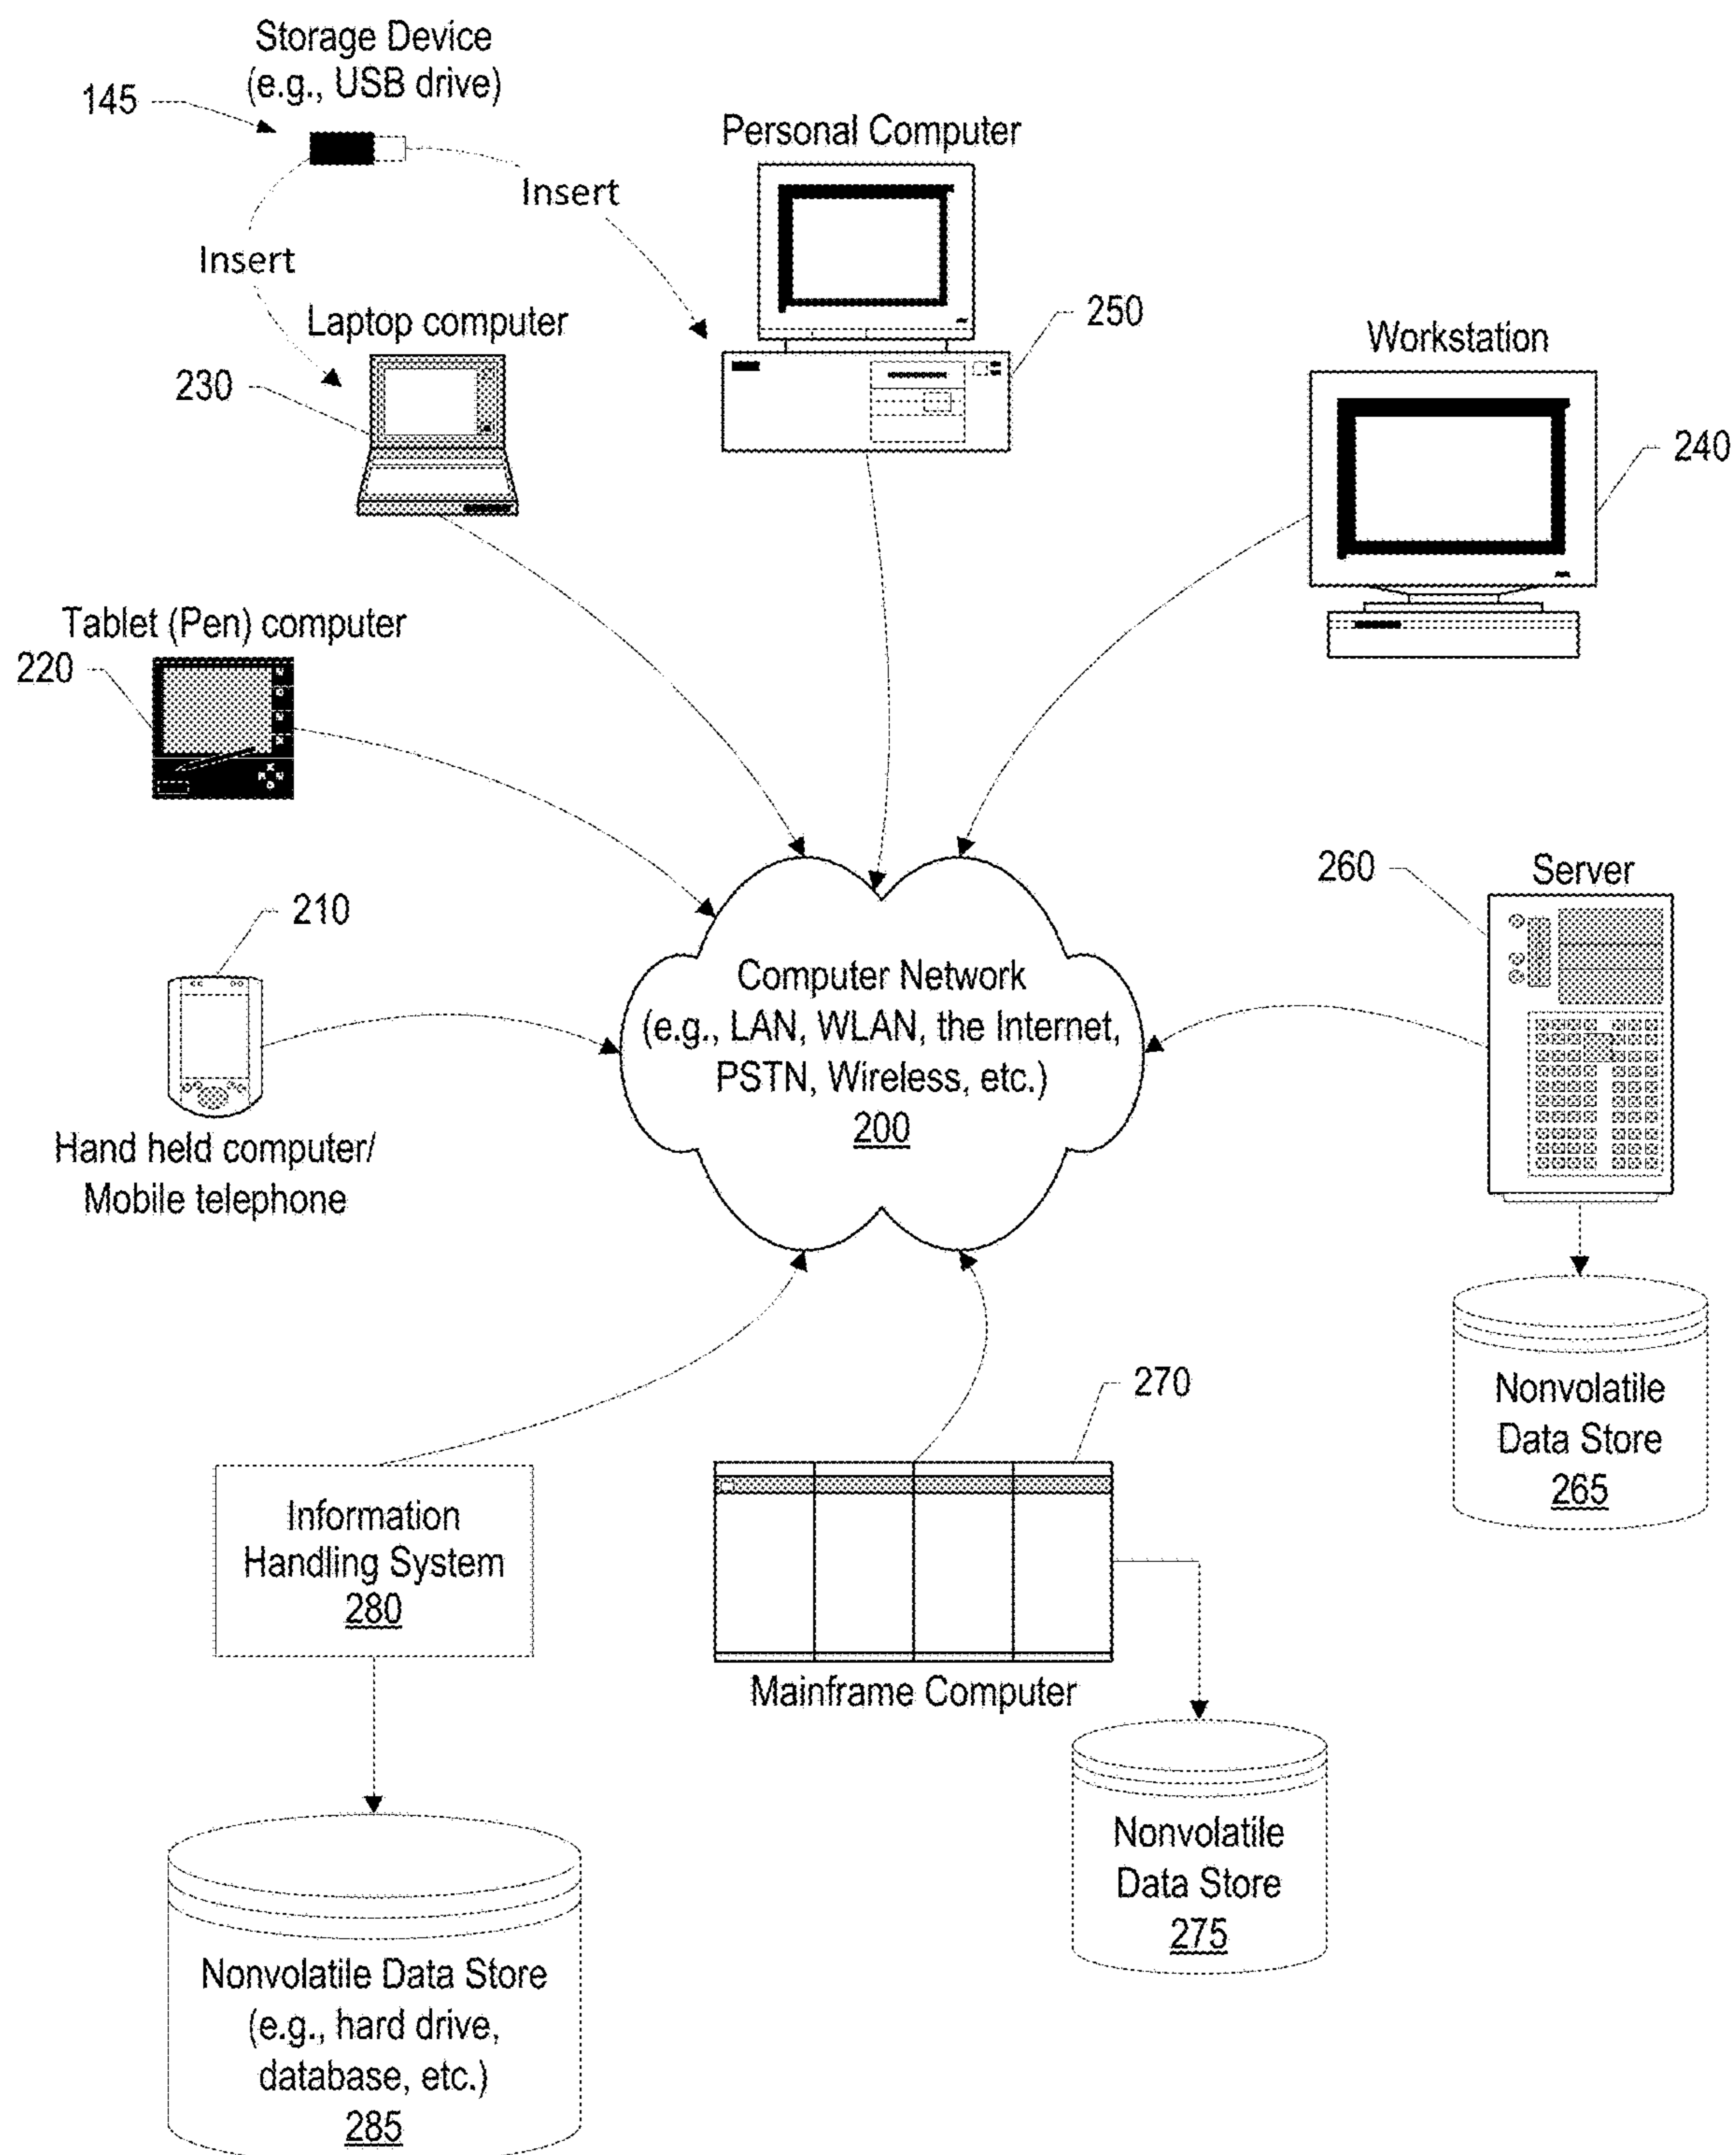 Storage Device
(e.g., USB drive)
145
Insert
Insert
Personal Computer
250
Laptop computer
230
Workstation
240
Tablet (Pen) computer
220
210
Hand held computer/
Mobile telephone
Computer Network
(e.g., LAN, WLAN, the Internet,
PSTN, Wireless, etc.)
200
260
Server
Nonvolatile
Data Store
265
270
Mainframe Computer
Nonvolatile
Data Store
275
Information
Handling System
280
Nonvolatile Data Store
(e.g., hard drive,
database, etc.)
285